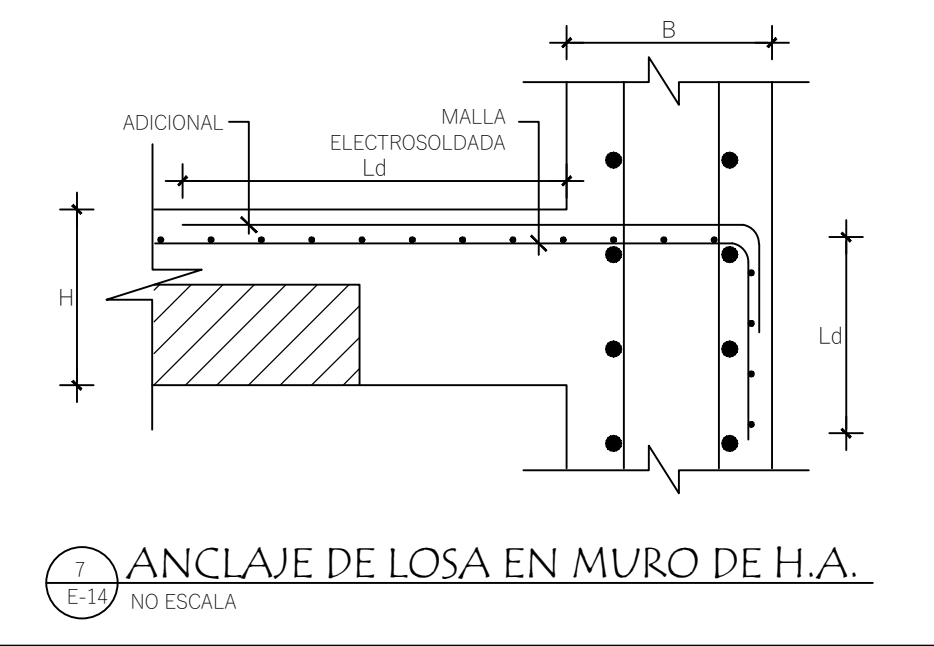 B
ADICIONAL
MALLA
ELECTROSOLDADA
Ld
H
Ld
7
E-14
ANCLAJE DE LOSA EN MURO DE H.A.
NO ESCALA